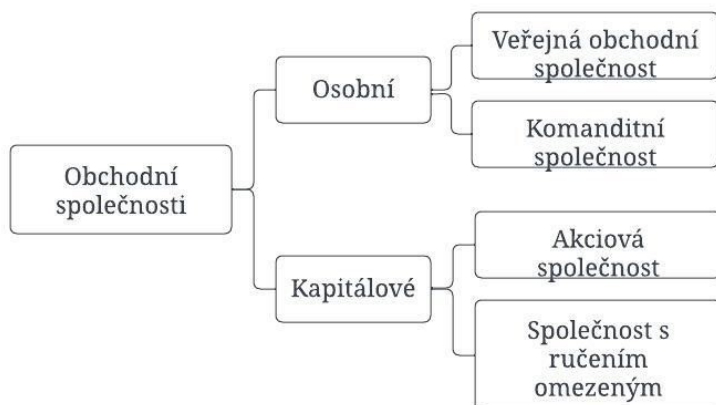 Obchodní
společnosti
Osobní
Veřejná obchodní
společnost
Komanditní
společnost
Kapitálové
Akciová
společnost
Společnost s
ručením
omezeným